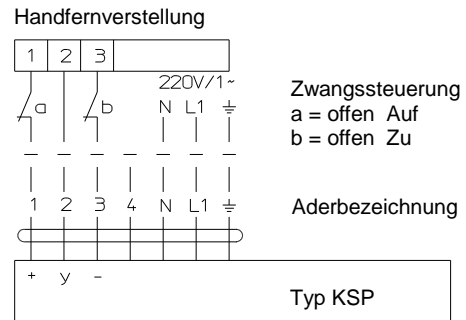 Handfernverstellung
1 2 3
220V/1~
a b N L1
Zwangssteuerung
a = offen Auf
b = offen Zu
1 2 3 4 N L1
Aderbezeichnung
+ y -
Typ KSP